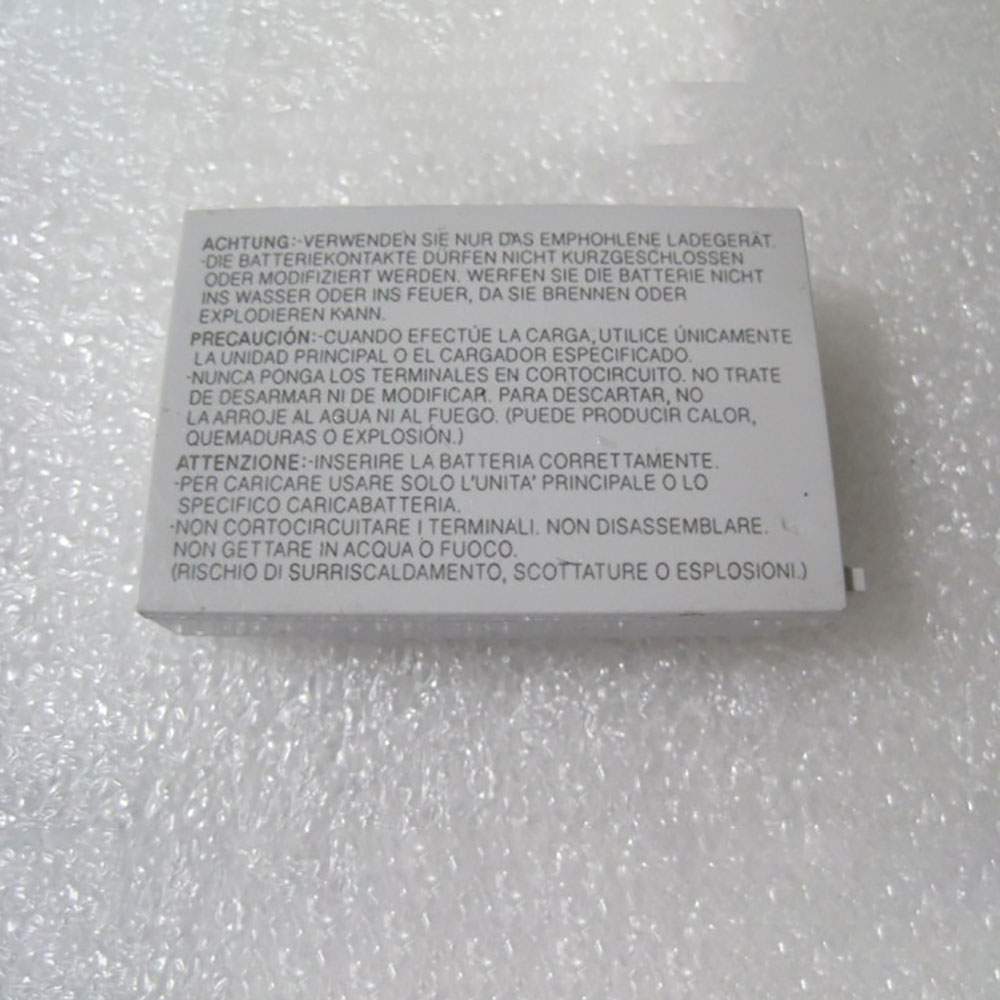 ACHTUNG:-VERWENDEN SIE NUR DAS EMPHOHLENE LADEGERÄT.
-DIE BATTERIEKONTAKTE DÜRFEN NICHT KURZGESCHLOSSEN
ODER MODIFIZIERT WERDEN. WERFEN SIE DIE BATTERIE NICHT
INS WASSER ODER INS FEUER, DA SIE BRENNEN ODER
EXPLODIEREN KANN.
PRECAUCIÓN:-CUANDO EFECTÚE LA CARGA, UTILICE ÚNICAMENTE
LA UNIDAD PRINCIPAL O EL CARGADOR ESPECIFICADO.
-NUNCA PONGA LOS TERMINALES EN CORTOCIRCUITO. NO TRATE
DE DESARMAR NI DE MODIFICAR. PARA DESCARTAR, NO
LA ARROJE AL AGUA NI AL FUEGO. (PUEDE PRODUCIR CALOR,
QUEMADURAS O EXPLOSIÓN.)
ATTENZIONE:-INSERIRE LA BATTERIA CORRETTAMENTE.
-PER CARICARE USARE SOLO L'UNITA' PRINCIPALE O LO
SPECIFICO CARICABATTERIA.
-NON CORTOCIRCUITARE I TERMINALI. NON DISASSEMBLARE.
NON GETTARE IN ACQUA O FUOCO.
(RISCHIO DI SURRISCALDAMENTO, SCOTTATURE O ESPLOSIONI.)